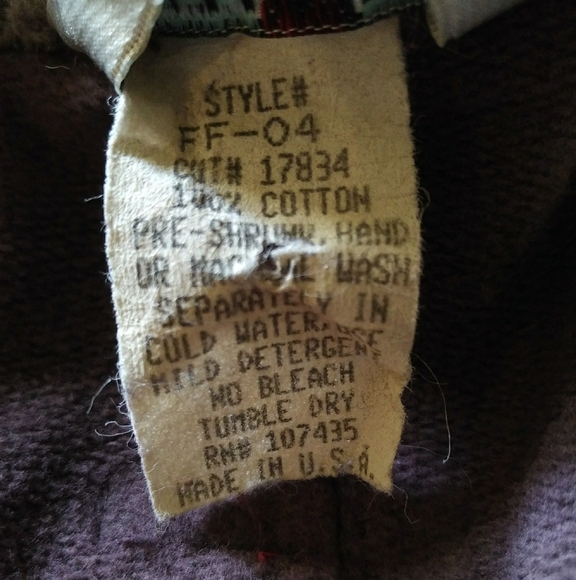 STYLE#
FF-04
CUT# 17834
100% COTTON
PRE-SHRUNK, HAND
OR MACHINE WASH
SEPARATELY IN
COLD WATER, USE
MILD DETERGENT
NO BLEACH
TUMBLE DRY
RN# 107435
MADE IN U.S.A.